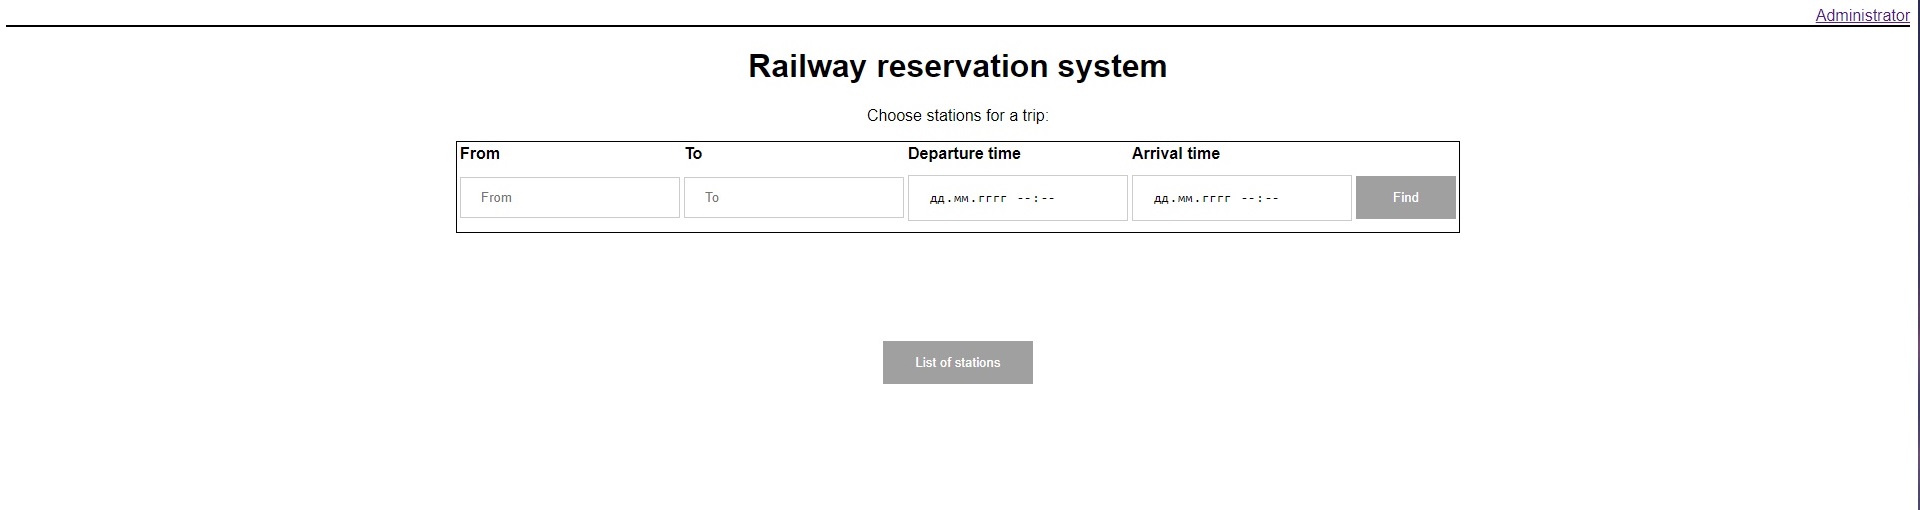 Administrator
Railway reservation system
Choose stations for a trip:
From To Departure time Arrival time
From To дд.мм.гггг --:-- дд.мм.гггг --:-- Find
List of stations